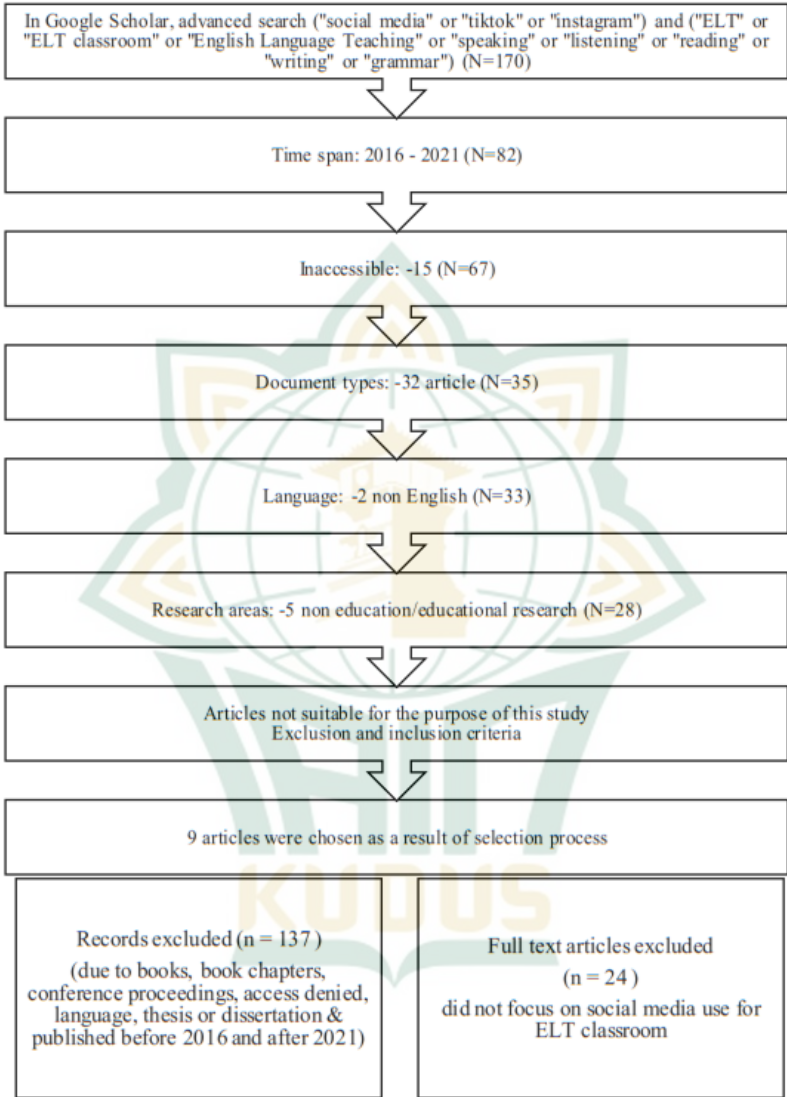 In Google Scholar, advanced search ("social media" or "tiktok" or "instagram") and ("ELT" or
"ELT classroom" or "English Language Teaching" or "speaking" or "listening" or "reading" or
"writing" or "grammar") (N=170)
Time span: 2016 - 2021 (N=82)
Inaccessible: -15 (N=67)
Document types: -32 article (N=35)
Language: -2 non English (N=33)
Research areas: -5 non education/educational research (N=28)
Articles not suitable for the purpose of this study
Exclusion and inclusion criteria
9 articles were chosen as a result of selection process
KUDUS
Records excluded (n = 137 )
(due to books, book chapters,
conference proceedings, access denied,
language, thesis or dissertation &
published before 2016 and after 2021)
Full text articles excluded
(n = 24 )
did not focus on social media use for
ELT classroom